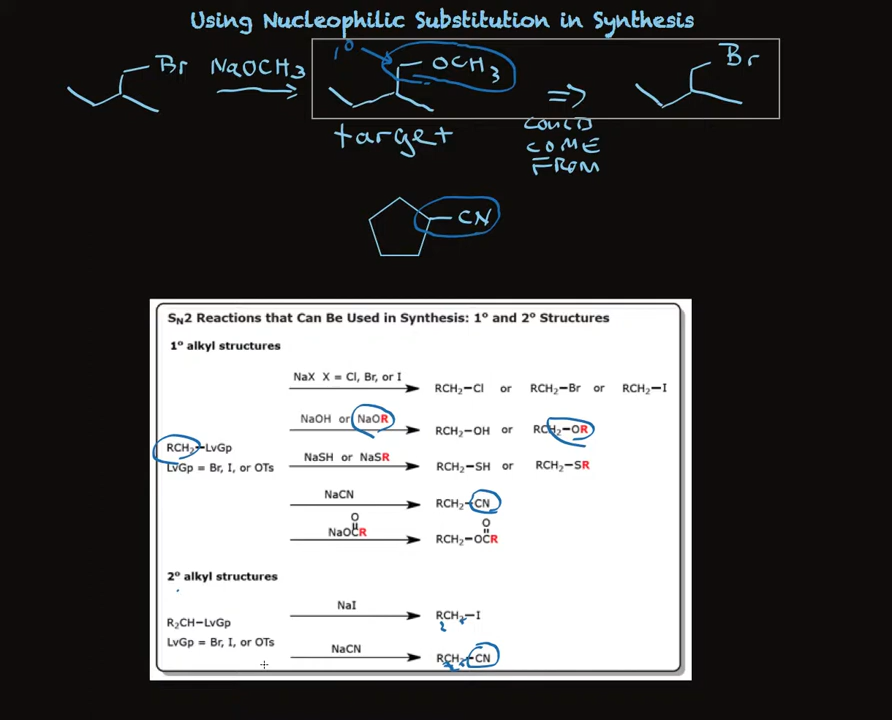 Using Nucleophilic Substitution in Synthesis
Br NaOCH3 1° OCH3 ⇒ Br
target
COULD
COME
FROM
CN
SN2 Reactions that Can Be Used in Synthesis: 1° and 2° Structures
1° alkyl structures
NaX X = Cl, Br, or I
RCH2–Cl or RCH2–Br or RCH2–I
NaOH or NaOR
RCH2–OH or RCH2–OR
RCH2–LvGp
LvGp = Br, I, or OTs
NaSH or NaSR
RCH2–SH or RCH2–SR
NaCN
RCH2–CN
O O
NaOCR RCH2–OCR
2° alkyl structures
NaI
R2CH–LvGp RCH2–I
LvGp = Br, I, or OTs
NaCN
RCH2–CN